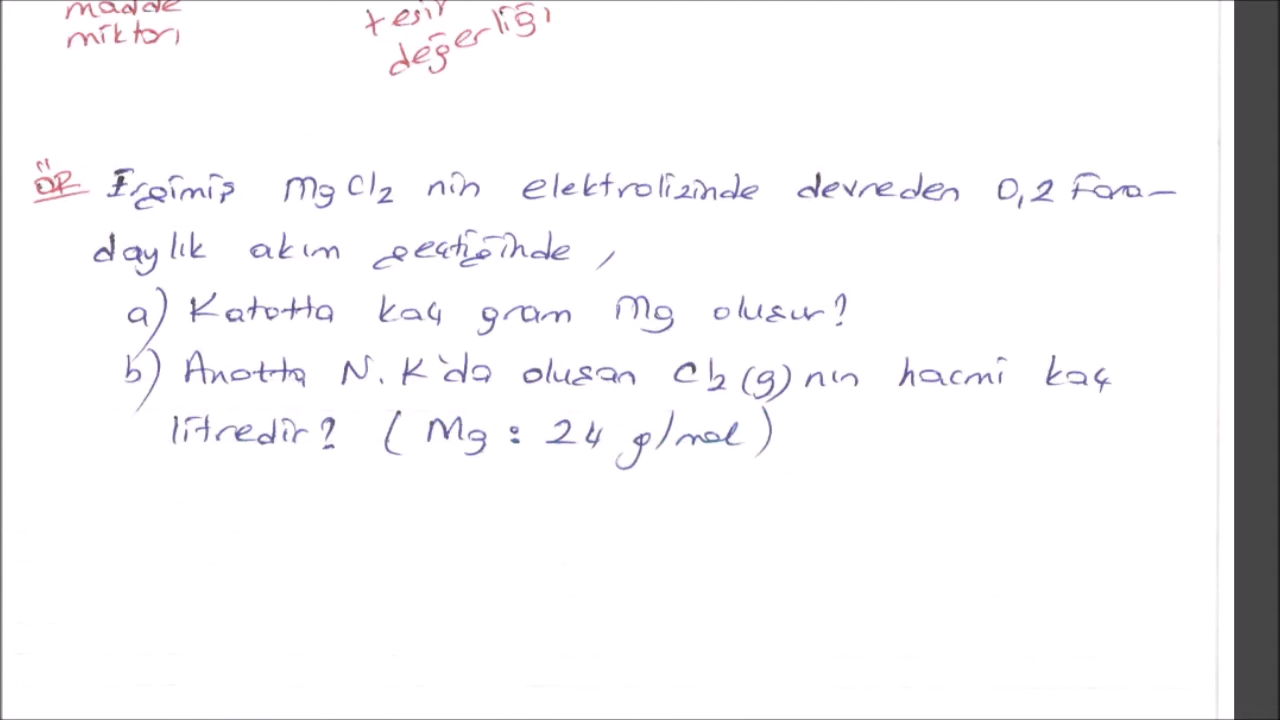 madde
miktarı
tesir
değerliği
ÖR Ergimiş MgCl2 nin elektrolizinde devreden 0,2 Fara-
daylık akım geçtiğinde,
a) Katotta kaç gram Mg oluşur?
b) Anotta N.K'da oluşan Cl2(g) nın hacmi kaç
litredir? (Mg: 24 g/mol)